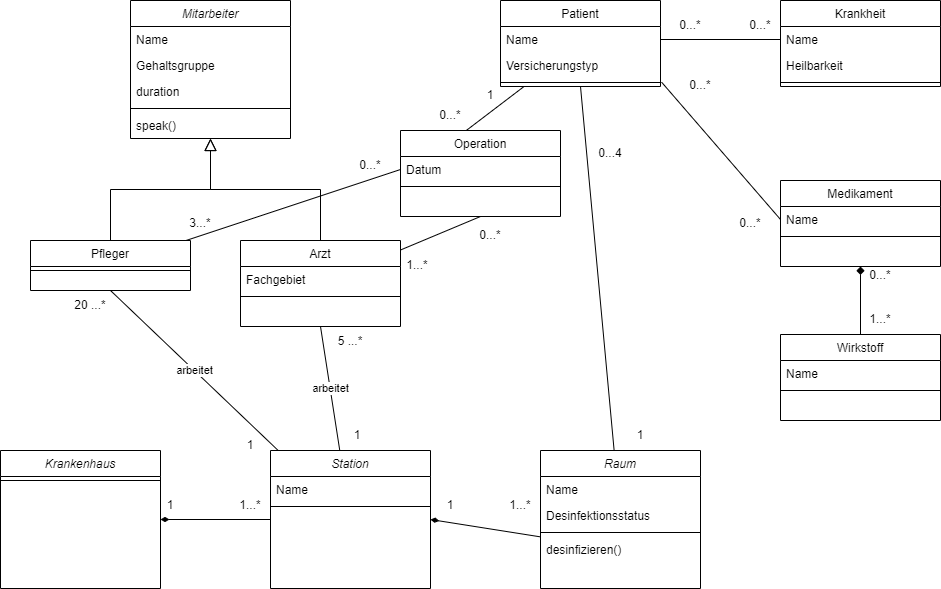 Mitarbeiter
Name
Gehaltsgruppe
duration
speak()
Patient
Name
Versicherungstyp
0...*
0...*
Krankheit
Name
Heilbarkeit
1
0...*
0...*
0...4
Operation
Datum
0...*
3...*
0...*
1...*
0...*
Medikament
Name
0...*
1...*
Wirkstoff
Name
Pfleger
Arzt
Fachgebiet
20 ...*
5 ...*
arbeitet
arbeitet
1
1
1
Krankenhaus
1
1...*
Station
Name
1
1...*
Raum
Name
Desinfektionsstatus
desinfizieren()